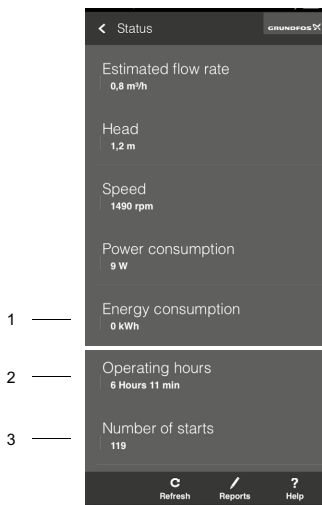 Status
GRUNDFOS
Estimated flow rate
0,8 m³/h
Head
1,2 m
Speed
1490 rpm
Power consumption
9 W
1
Energy consumption
0 kWh
2
Operating hours
6 Hours 11 min
3
Number of starts
119
Refresh
Reports
?
Help